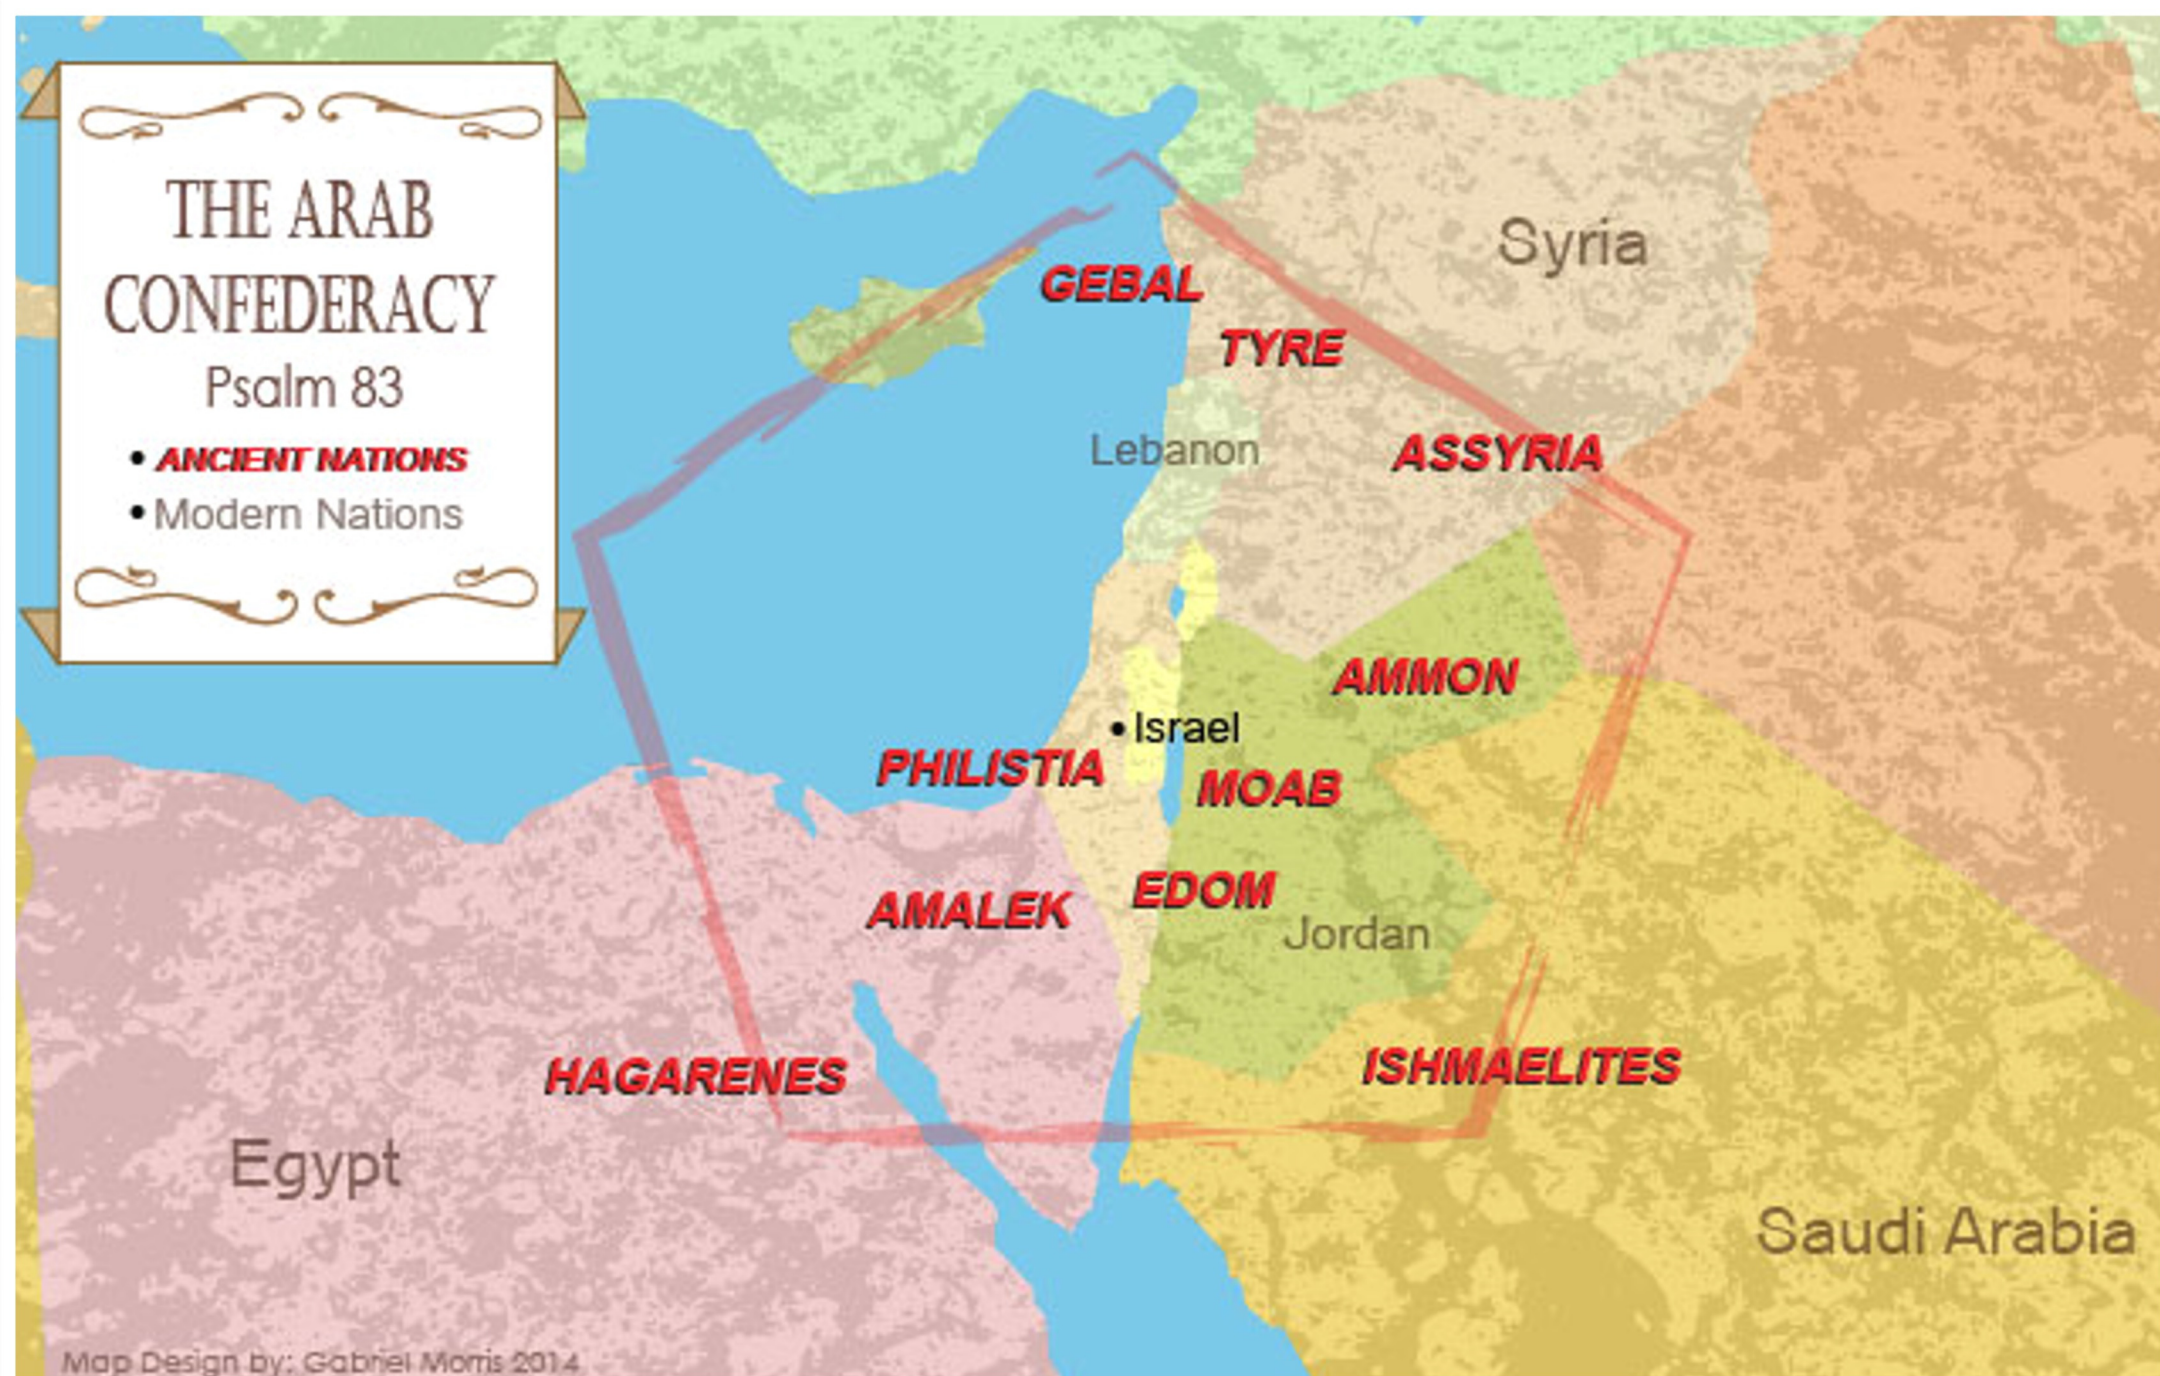 THE ARAB
CONFEDERACY
Psalm 83
• ANCIENT NATIONS
• Modern Nations
Syria
GEBAL
TYRE
Lebanon
ASSYRIA
AMMON
• Israel
PHILISTIA
MOAB
EDOM
AMALEK
Jordan
HAGARENES
ISHMAELITES
Egypt
Saudi Arabia
Map Design by: Gabriel Morris 2014